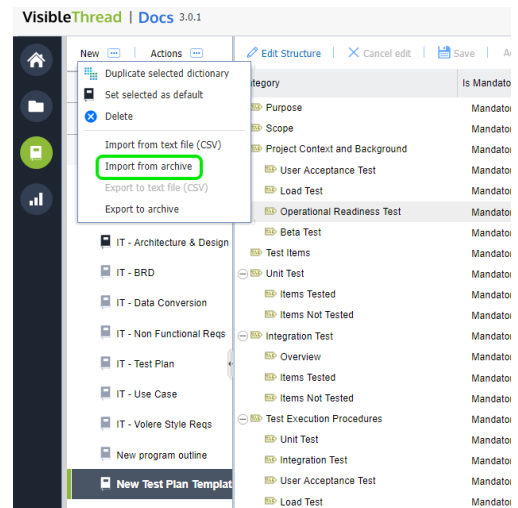 VisibleThread | Docs 3.0.1
New Actions Edit Structure Cancel edit Save
Duplicate selected dictionary
Set selected as default
Delete
Import from text file (CSV)
Import from archive
Export to text file (CSV)
Export to archive
IT - Architecture & Design
IT - BRD
IT - Data Conversion
IT - Non Functional Reqs
IT - Test Plan
IT - Use Case
IT - Volere Style Reqs
New program outline
New Test Plan Templat
tegory Is Mandator
Purpose Mandator
Scope Mandator
Project Context and Background Mandator
User Acceptance Test Mandator
Load Test Mandator
Operational Readiness Test Mandator
Beta Test Mandator
Test Items Mandator
Unit Test Mandator
Items Tested Mandator
Items Not Tested Mandator
Integration Test Mandator
Overview Mandator
Items Tested Mandator
Items Not Tested Mandator
Test Execution Procedures Mandator
Unit Test Mandator
Integration Test Mandator
User Acceptance Test Mandator
Load Test Mandator